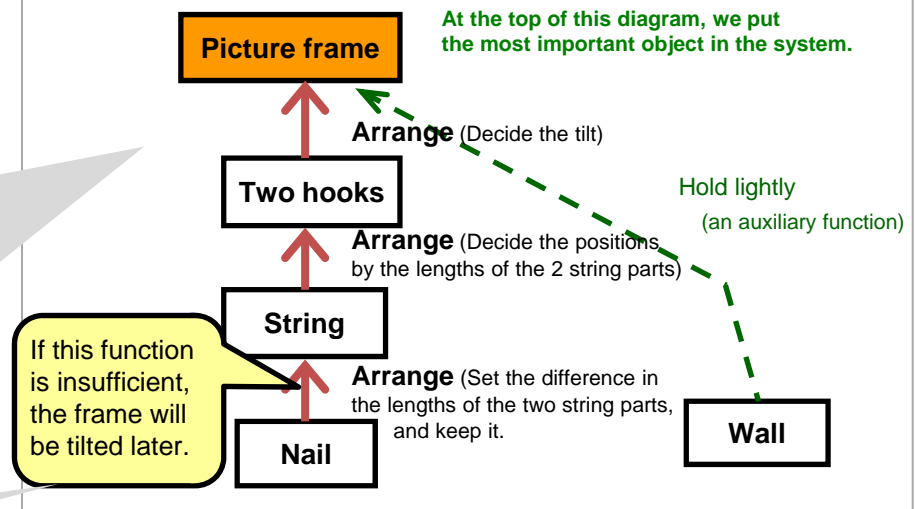 At the top of this diagram, we put
the most important object in the system.
Picture frame
Arrange (Decide the tilt)
Two hooks
Hold lightly
(an auxiliary function)
Arrange (Decide the positions
by the lengths of the 2 string parts)
String
If this function
is insufficient,
the frame will
be tilted later.
Arrange (Set the difference in
the lengths of the two string parts,
and keep it.
Nail
Wall